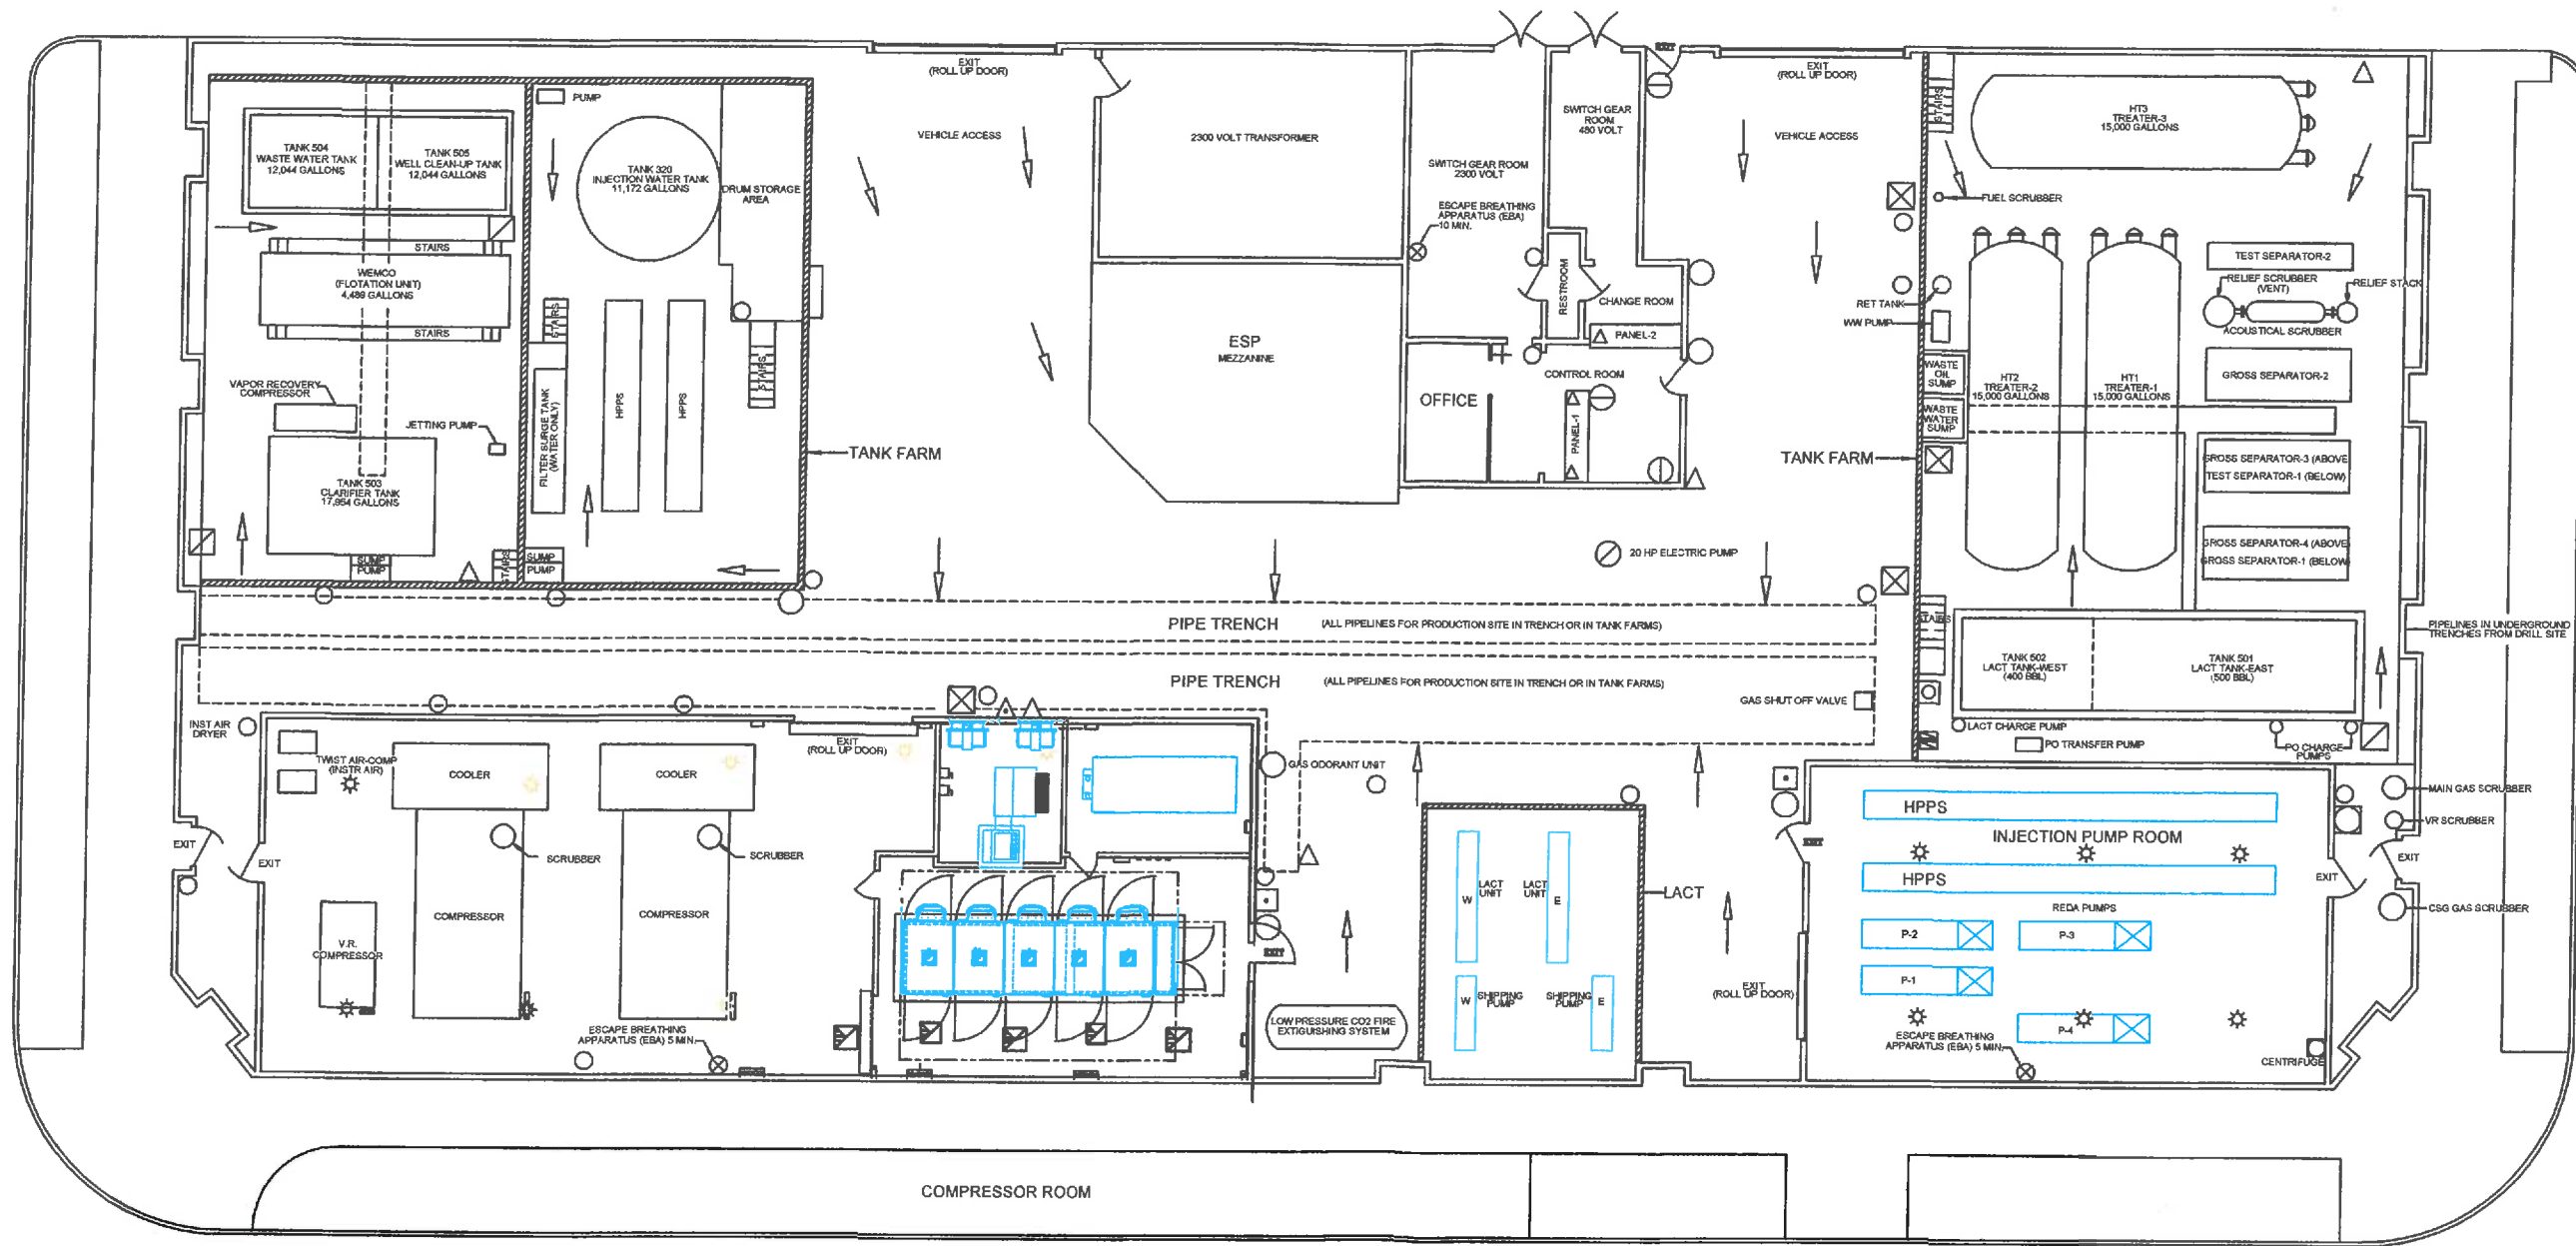 EXIT
(ROLL UP DOOR)
EXIT
EXIT
(ROLL UP DOOR)
PUMP
TANK 504
WASTE WATER TANK
12,044 GALLONS
TANK 505
WELL CLEAN-UP TANK
12,044 GALLONS
TANK 320
INJECTION WATER TANK
11,172 GALLONS
DRUM STORAGE
AREA
VEHICLE ACCESS
2300 VOLT TRANSFORMER
SWITCH GEAR ROOM
2300 VOLT
ESCAPE BREATHING
APPARATUS (EBA)
10 MIN.
SWITCH GEAR
ROOM
480 VOLT
VEHICLE ACCESS
STAIRS
HT3
TREATER-3
15,000 GALLONS
FUEL SCRUBBER
STAIRS
WEMCO
(FLOTATION UNIT)
4,489 GALLONS
STAIRS
STAIRS
STAIRS
HPPS
HPPS
FILTER SURGE TANK
(WATER ONLY)
VAPOR RECOVERY
COMPRESSOR
JETTING PUMP
TANK 503
CLARIFIER TANK
17,954 GALLONS
SUMP
PUMP
STAIRS
SUMP
PUMP
TANK FARM
ESP
MEZZANINE
RESTROOM
CHANGE ROOM
PANEL-2
CONTROL ROOM
OFFICE
PANEL-1
TANK FARM
20 HP ELECTRIC PUMP
RET TANK
WW PUMP
WASTE
OIL
SUMP
WASTE
WATER
SUMP
HT2
TREATER-2
15,000 GALLONS
HT1
TREATER-1
15,000 GALLONS
TEST SEPARATOR-2
RELIEF SCRUBBER
(VENT)
RELIEF STACK
ACOUSTICAL SCRUBBER
GROSS SEPARATOR-2
GROSS SEPARATOR-3 (ABOVE
TEST SEPARATOR-1 (BELOW)
GROSS SEPARATOR-4 (ABOVE
GROSS SEPARATOR-1 (BELOW
PIPE TRENCH
(ALL PIPELINES FOR PRODUCTION SITE IN TRENCH OR IN TANK FARMS)
PIPE TRENCH
(ALL PIPELINES FOR PRODUCTION SITE IN TRENCH OR IN TANK FARMS)
GAS SHUT OFF VALVE
STAIRS
TANK 502
LACT TANK-WEST
(400 BBL)
TANK 501
LACT TANK-EAST
(500 BBL)
PIPELINES IN UNDERGROUND
TRENCHES FROM DRILL SITE
LACT CHARGE PUMP
PO TRANSFER PUMP
PO CHARGE
PUMPS
INST AIR
DRYER
TWIST AIR-COMP
(INSTR AIR)
COOLER
COOLER
EXIT
(ROLL UP DOOR)
GAS ODORANT UNIT
EXIT
EXIT
SCRUBBER
SCRUBBER
COMPRESSOR
COMPRESSOR
V.R.
COMPRESSOR
ESCAPE BREATHING
APPARATUS (EBA) 5 MIN.
EXIT
LOW PRESSURE CO2 FIRE
EXTIGUISHING SYSTEM
W
LACT
UNIT
LACT
UNIT
E
LACT
W
SHIPPING
PUMP
SHIPPING
PUMP
E
EXIT
(ROLL UP DOOR)
EXIT
HPPS
INJECTION PUMP ROOM
HPPS
REDA PUMPS
P-2
P-3
P-1
P-4
ESCAPE BREATHING
APPARATUS (EBA) 5 MIN.
CENTRIFUGE
MAIN GAS SCRUBBER
VR SCRUBBER
EXIT
EXIT
CSG GAS SCRUBBER
COMPRESSOR ROOM